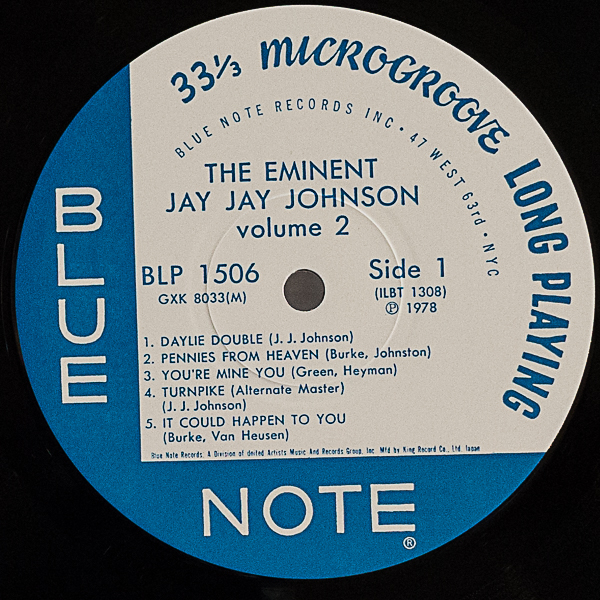 33⅓ MICROGROOVE LONG PLAYING
BLUE NOTE RECORDS INC • 47 WEST 63rd • NYC
THE EMINENT
JAY JAY JOHNSON
volume 2
BLP 1506
GXK 8033(M)
Side 1
(ILBT 1308)
Ⓟ 1978
1. DAYLIE DOUBLE (J. J. Johnson)
2. PENNIES FROM HEAVEN (Burke, Johnston)
3. YOU'RE MINE YOU (Green, Heyman)
4. TURNPIKE (Alternate Master)
(J. J. Johnson)
5. IT COULD HAPPEN TO YOU
(Burke, Van Heusen)
Blue Note Records, A Division of United Artists Music And Records Group, Inc. Mfd by King Record Co., Ltd. Japan
BLUE
NOTE®